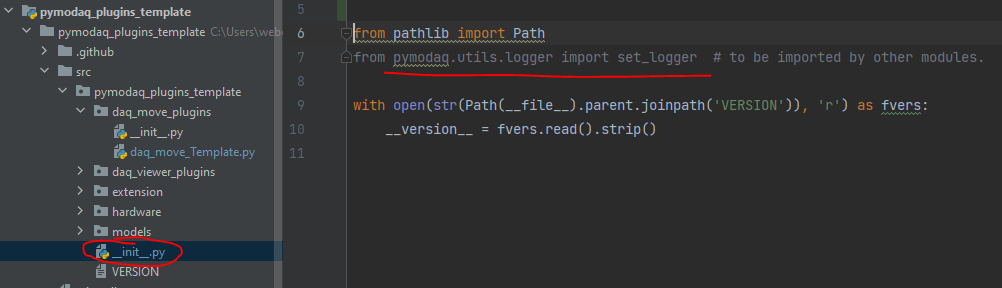 pymodaq_plugins_template
pymodaq_plugins_template C:\Users\web
.github
src
pymodaq_plugins_template
daq_move_plugins
__init__.py
daq_move_Template.py
daq_viewer_plugins
extension
hardware
models
__init__.py
VERSION
5
6 from pathlib import Path
7 from pymodaq.utils.logger import set_logger # to be imported by other modules.
8
9 with open(str(Path(__file__).parent.joinpath('VERSION')), 'r') as fvers:
10 __version__ = fvers.read().strip()
11